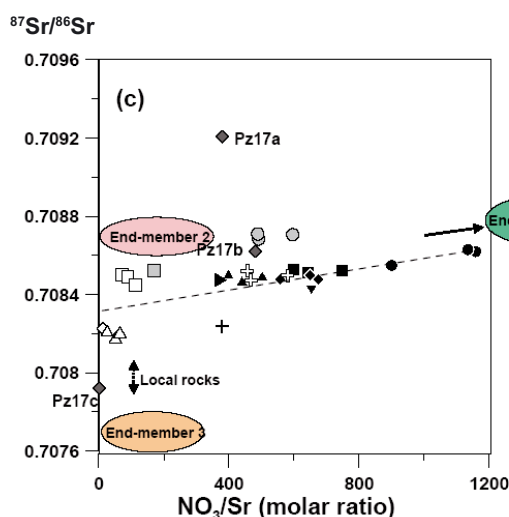 ⁸⁷Sr/⁸⁶Sr
0.7096
(c)
0.7092
Pz17a
0.7088
End-member 2
En
Pz17b
0.7084
0.708
Local rocks
Pz17c
End-member 3
0.7076
0 400 800 1200
NO₃/Sr (molar ratio)